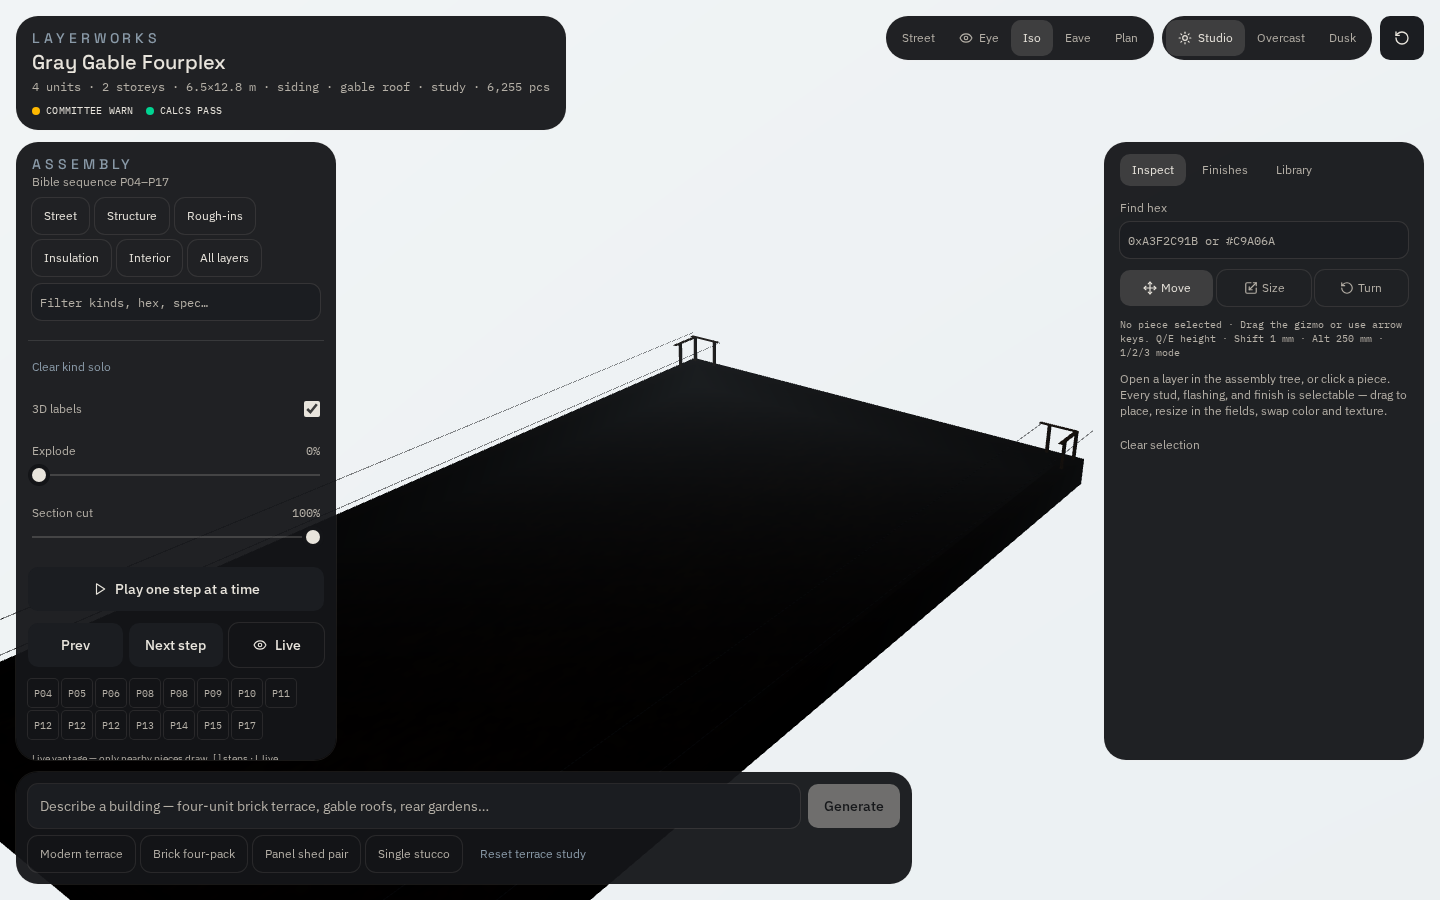 LAYERWORKS
Gray Gable Fourplex
4 units · 2 storeys · 6.5×12.8 m · siding · gable roof · study · 6,255 pcs
COMMITTEE WARN CALCS PASS
Street Eye Iso Eave Plan
Studio Overcast Dusk
ASSEMBLY
Bible sequence P04–P17
Street Structure Rough-ins
Insulation Interior All layers
Filter kinds, hex, spec…
Clear kind solo
3D labels
Explode 0%
Section cut 100%
Play one step at a time
Prev Next step Live
P04 P05 P06 P08 P08 P09 P10 P11
P12 P12 P12 P13 P14 P15 P17
Live vantage — only nearby pieces draw. [ ] steps · L live
Inspect Finishes Library
Find hex
0xA3F2C91B or #C9A06A
Move Size Turn
No piece selected · Drag the gizmo or use arrow
keys. Q/E height · Shift 1 mm · Alt 250 mm ·
1/2/3 mode
Open a layer in the assembly tree, or click a piece.
Every stud, flashing, and finish is selectable — drag to
place, resize in the fields, swap color and texture.
Clear selection
Describe a building — four-unit brick terrace, gable roofs, rear gardens…
Generate
Modern terrace Brick four-pack Panel shed pair Single stucco Reset terrace study